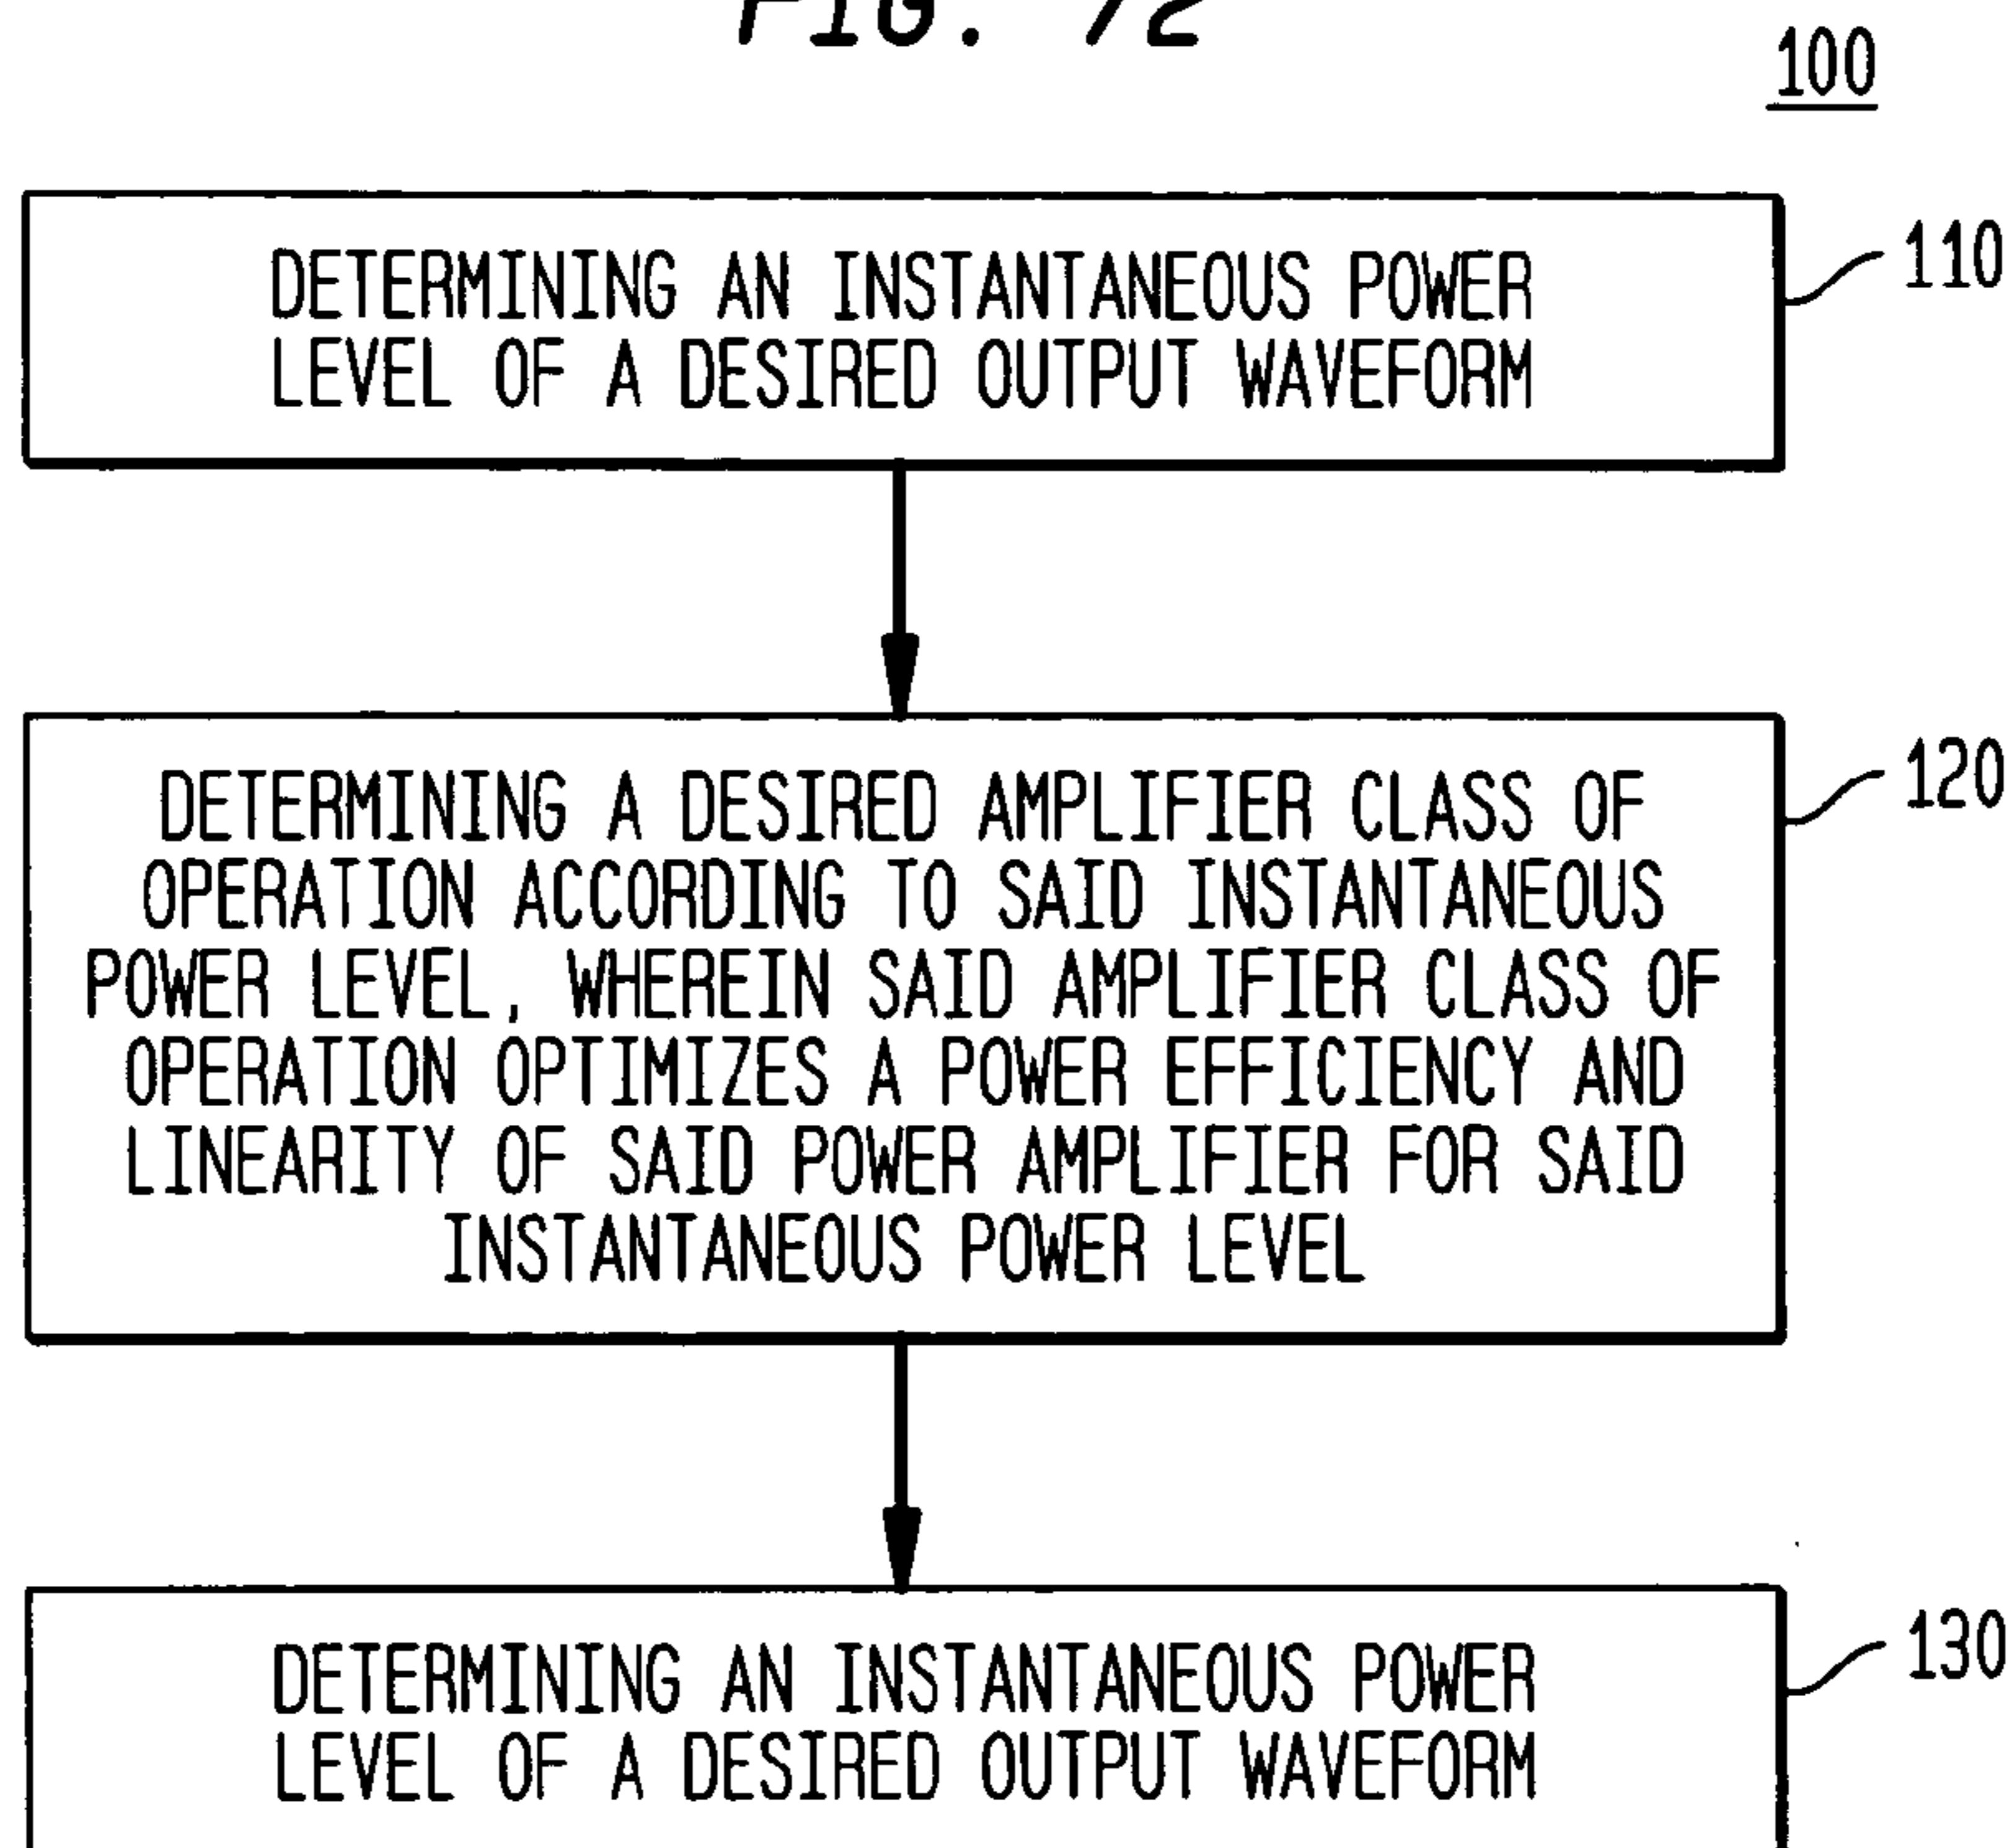 FIG. 72
100
DETERMINING AN INSTANTANEOUS POWER
LEVEL OF A DESIRED OUTPUT WAVEFORM
110
DETERMINING A DESIRED AMPLIFIER CLASS OF
OPERATION ACCORDING TO SAID INSTANTANEOUS
POWER LEVEL, WHEREIN SAID AMPLIFIER CLASS OF
OPERATION OPTIMIZES A POWER EFFICIENCY AND
LINEARITY OF SAID POWER AMPLIFIER FOR SAID
INSTANTANEOUS POWER LEVEL
120
DETERMINING AN INSTANTANEOUS POWER
LEVEL OF A DESIRED OUTPUT WAVEFORM
130